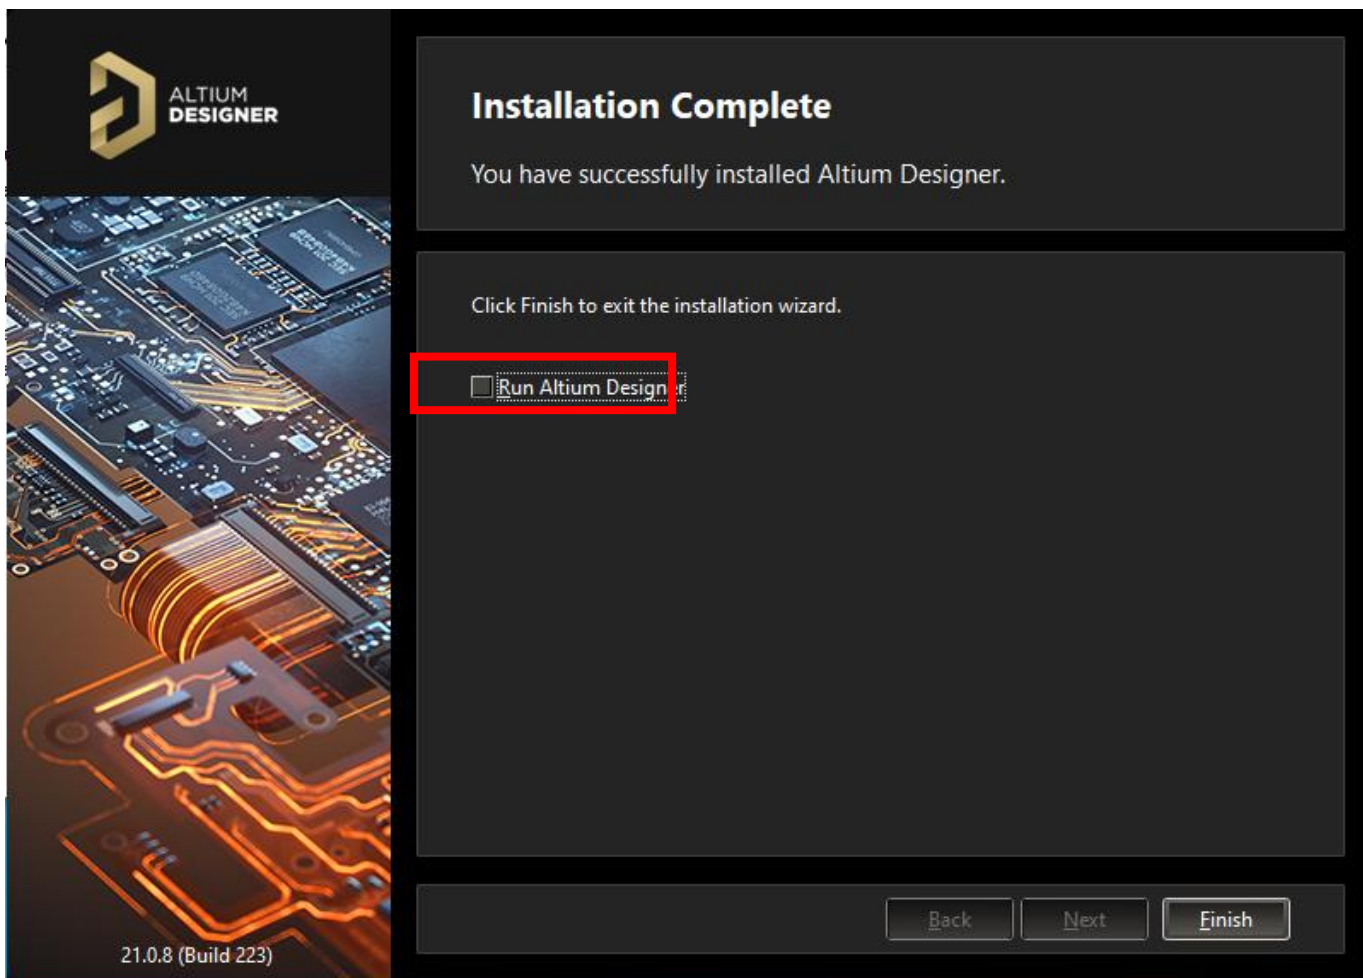 ALTIUM
DESIGNER
Installation Complete
You have successfully installed Altium Designer.
Click Finish to exit the installation wizard.
Run Altium Designer
Back
Next
Finish
21.0.8 (Build 223)